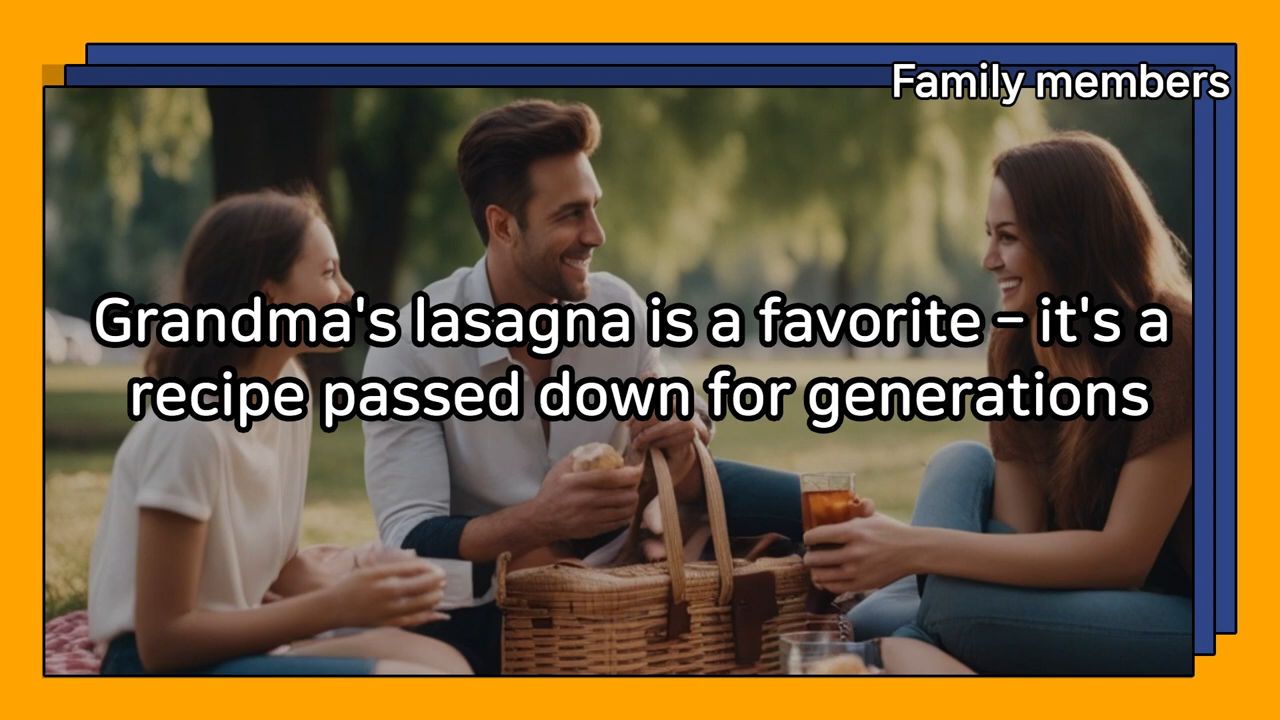 Family members
Grandma's lasagna is a favorite – it's a
recipe passed down for generations